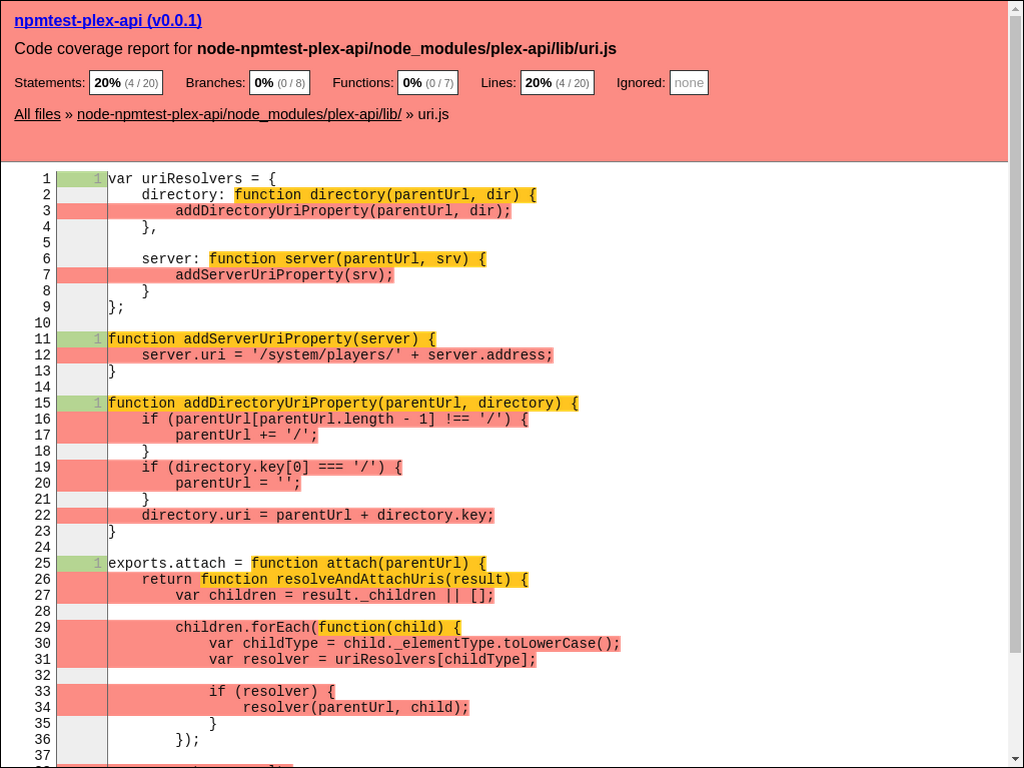 npmtest-plex-api (v0.0.1)
Code coverage report for node-npmtest-plex-api/node_modules/plex-api/lib/uri.js
Statements: 20% (4 / 20) Branches: 0% (0 / 8) Functions: 0% (0 / 7) Lines: 20% (4 / 20) Ignored: none
All files » node-npmtest-plex-api/node_modules/plex-api/lib/ » uri.js
1 1 var uriResolvers = {
2     directory: function directory(parentUrl, dir) {
3         addDirectoryUriProperty(parentUrl, dir);
4     },
5
6     server: function server(parentUrl, srv) {
7         addServerUriProperty(srv);
8     }
9 };
10
11 1 function addServerUriProperty(server) {
12     server.uri = '/system/players/' + server.address;
13 }
14
15 1 function addDirectoryUriProperty(parentUrl, directory) {
16     if (parentUrl[parentUrl.length - 1] !== '/') {
17         parentUrl += '/';
18     }
19     if (directory.key[0] === '/') {
20         parentUrl = '';
21     }
22     directory.uri = parentUrl + directory.key;
23 }
24
25 1 exports.attach = function attach(parentUrl) {
26     return function resolveAndAttachUris(result) {
27         var children = result._children || [];
28
29         children.forEach(function(child) {
30             var childType = child._elementType.toLowerCase();
31             var resolver = uriResolvers[childType];
32
33             if (resolver) {
34                 resolver(parentUrl, child);
35             }
36         });
37